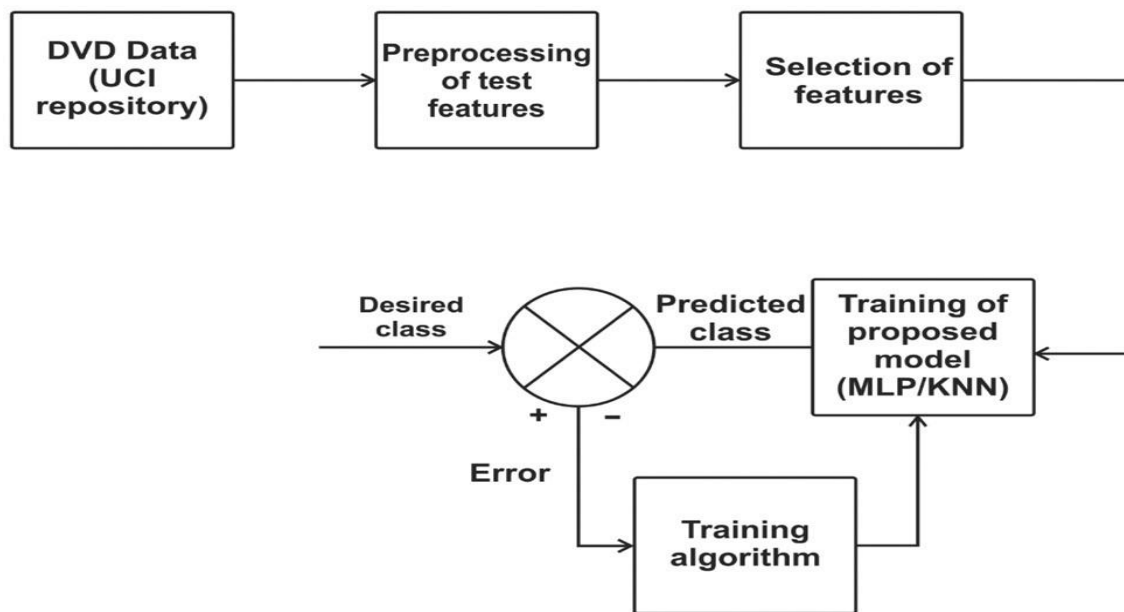 DVD Data
(UCI
repository)
Preprocessing
of test
features
Selection of
features
Desired
class
Predicted
class
Training of
proposed
model
(MLP/KNN)
+ −
Error
Training
algorithm